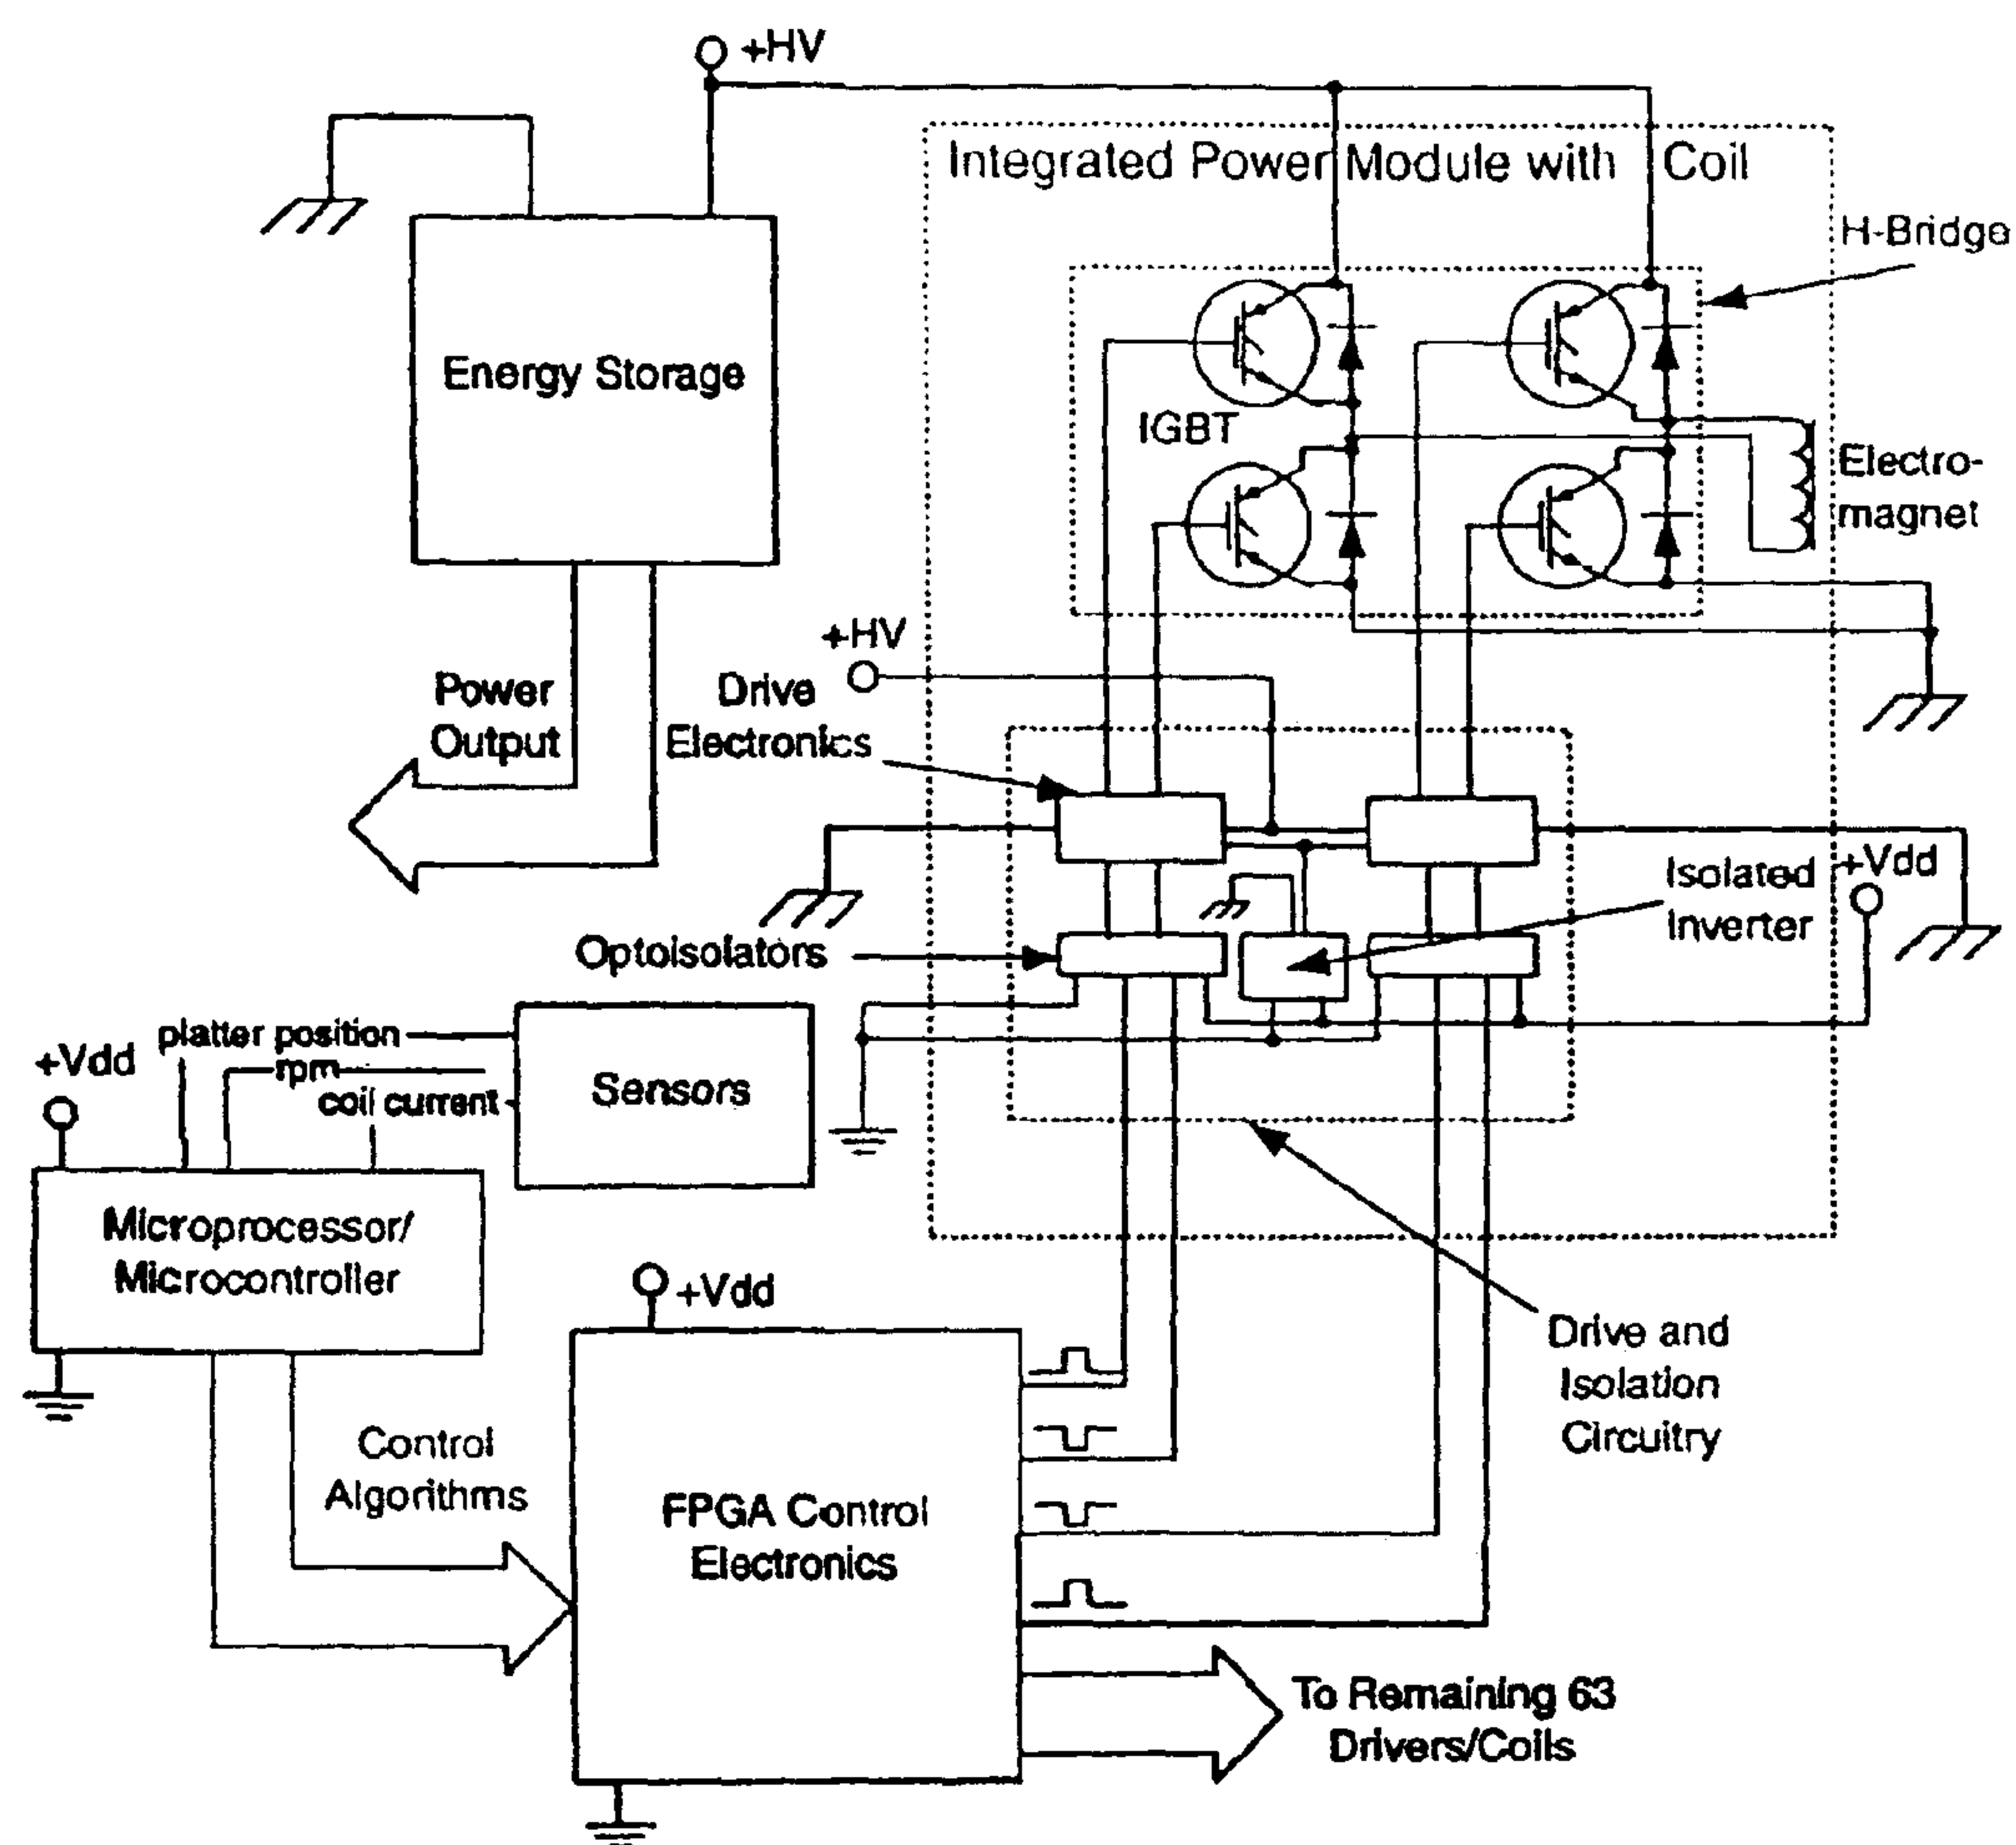 +HV
Integrated Power Module with Coil
H-Bridge
Energy Storage
IGBT
Electro-
magnet
+HV
Power
Output
Drive
Electronics
Isolated
Inverter
+Vdd
Optoisolators
platter position
rpm
coil current
+Vdd
Sensors
Microprocessor/
Microcontroller
+Vdd
Drive and
Isolation
Circuitry
Control
Algorithms
FPGA Control
Electronics
To Remaining 63
Drivers/Coils